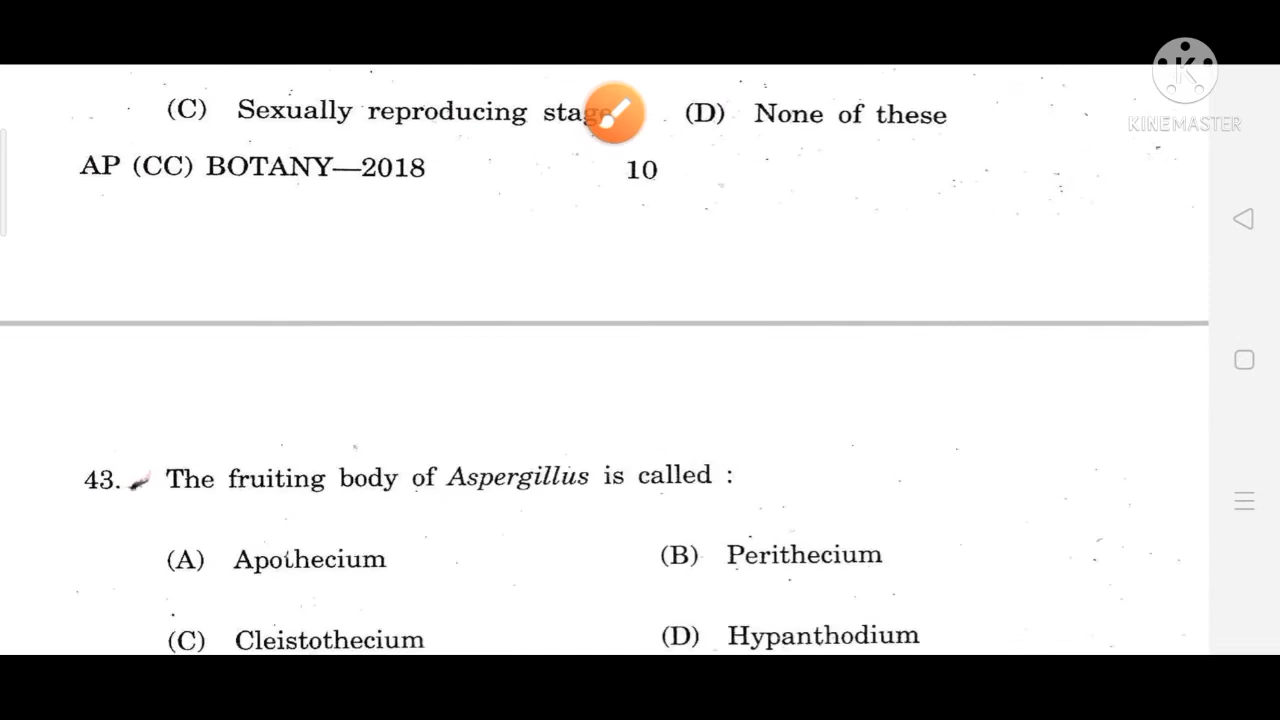 (C) Sexually reproducing stage (D) None of these
AP (CC) BOTANY—2018 10
43. The fruiting body of Aspergillus is called :
(A) Apothecium (B) Perithecium
(C) Cleistothecium (D) Hypanthodium
K
KINEMASTER